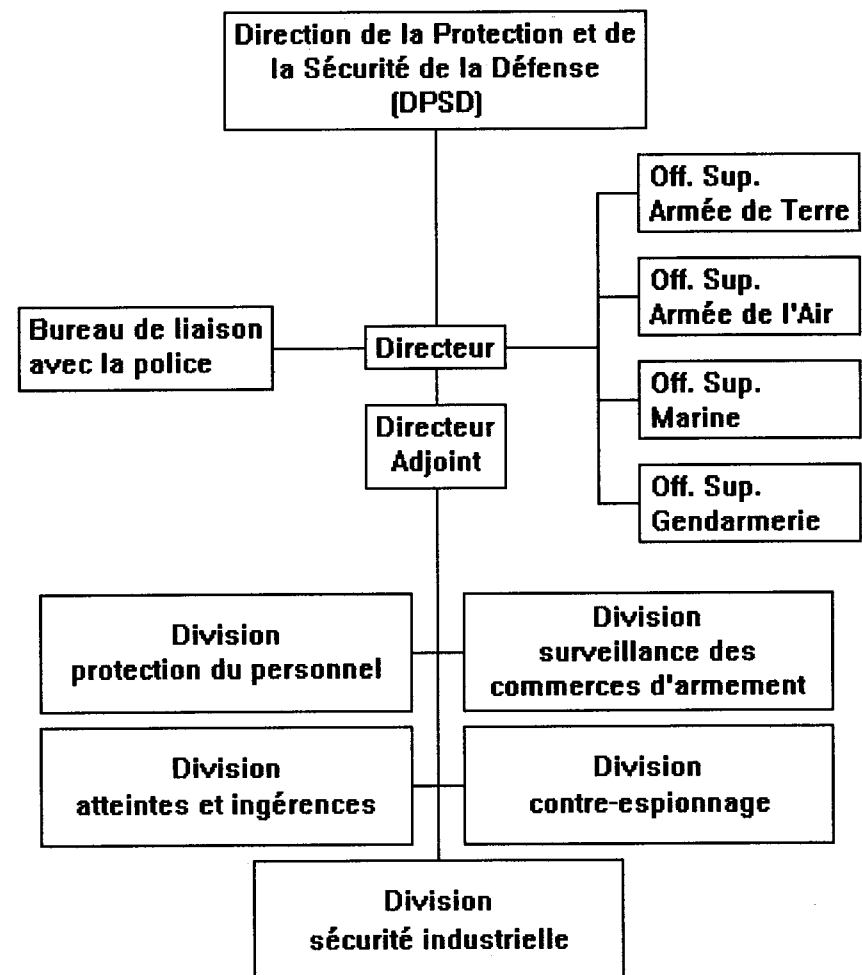 Direction de la Protection et de
la Sécurité de la Défense
(DPSD)
Off. Sup.
Armée de Terre
Off. Sup.
Armée de l'Air
Bureau de liaison
avec la police
Directeur
Off. Sup.
Marine
Directeur
Adjoint
Off. Sup.
Gendarmerie
Division
protection du personnel
Division
surveillance des
commerces d'armement
Division
atteintes et ingérences
Division
contre-espionnage
Division
sécurité industrielle